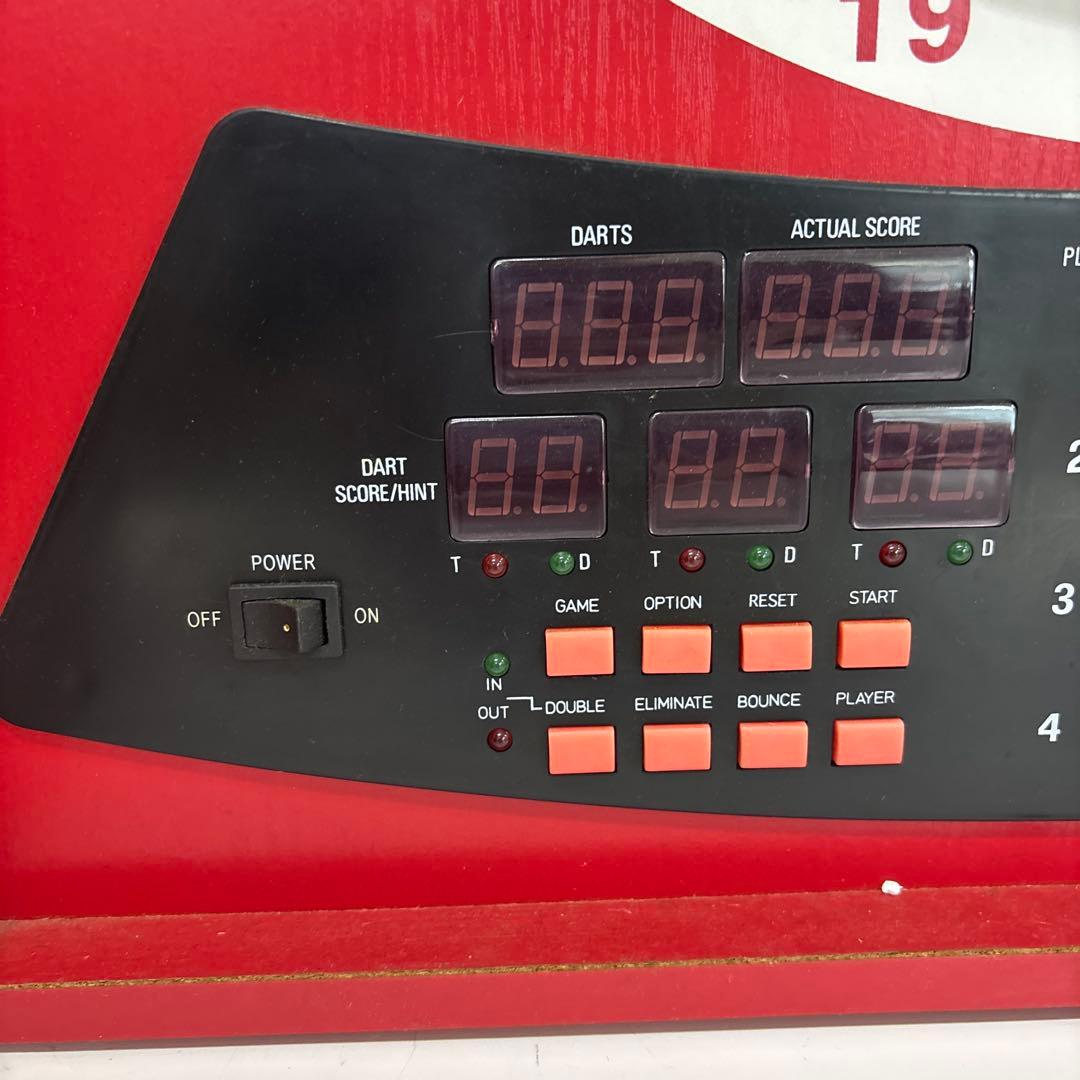 19
DARTS
ACTUAL SCORE
PL
DART
SCORE/HINT
2
T D T D T D
POWER
OFF ON
GAME OPTION RESET START
3
IN
OUT DOUBLE ELIMINATE BOUNCE PLAYER
4